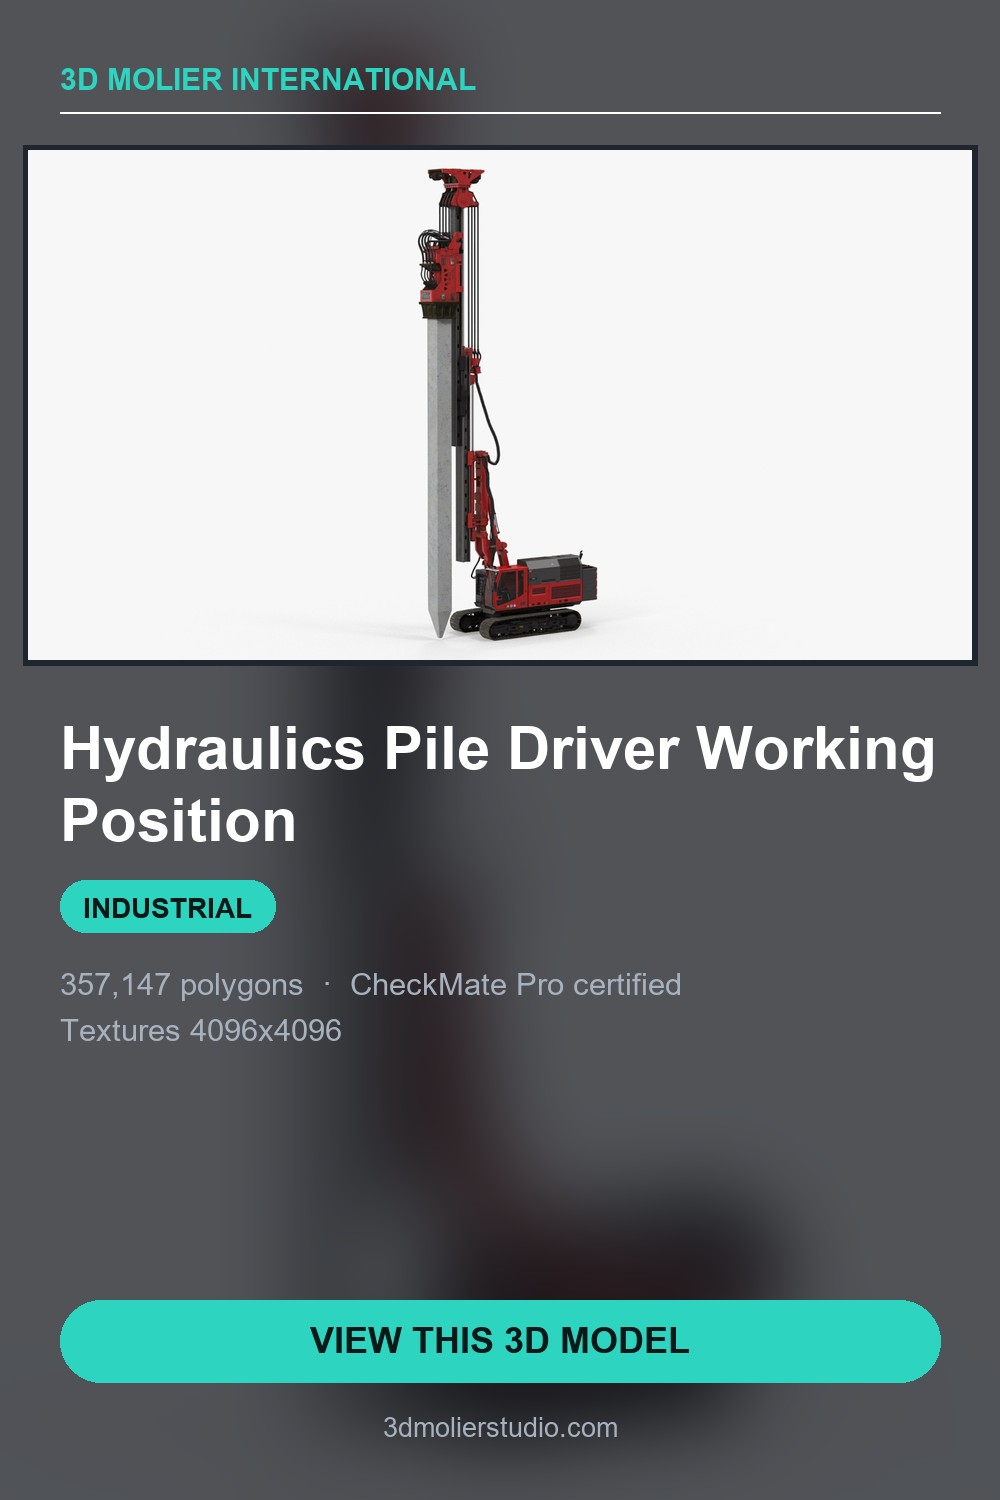 3D MOLIER INTERNATIONAL
Hydraulics Pile Driver Working
Position
INDUSTRIAL
357,147 polygons · CheckMate Pro certified
Textures 4096x4096
VIEW THIS 3D MODEL
3dmolierstudio.com